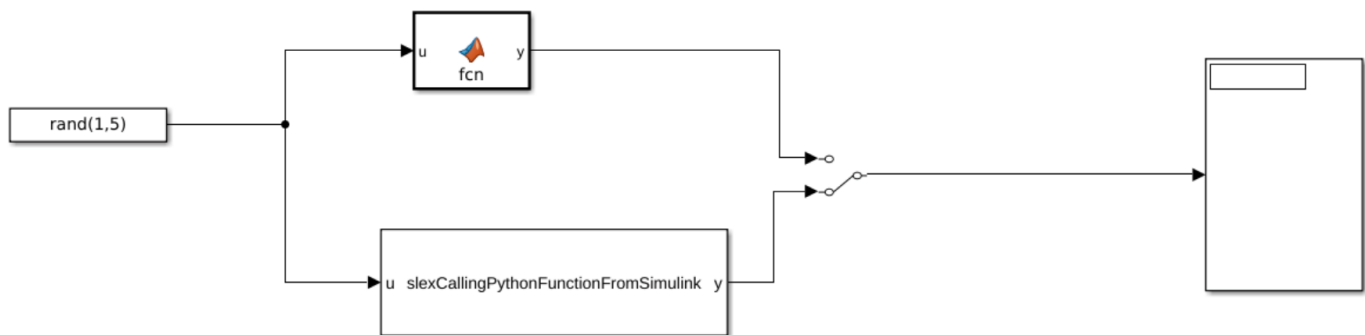 u
y
fcn
rand(1,5)
u slexCallingPythonFunctionFromSimulink y